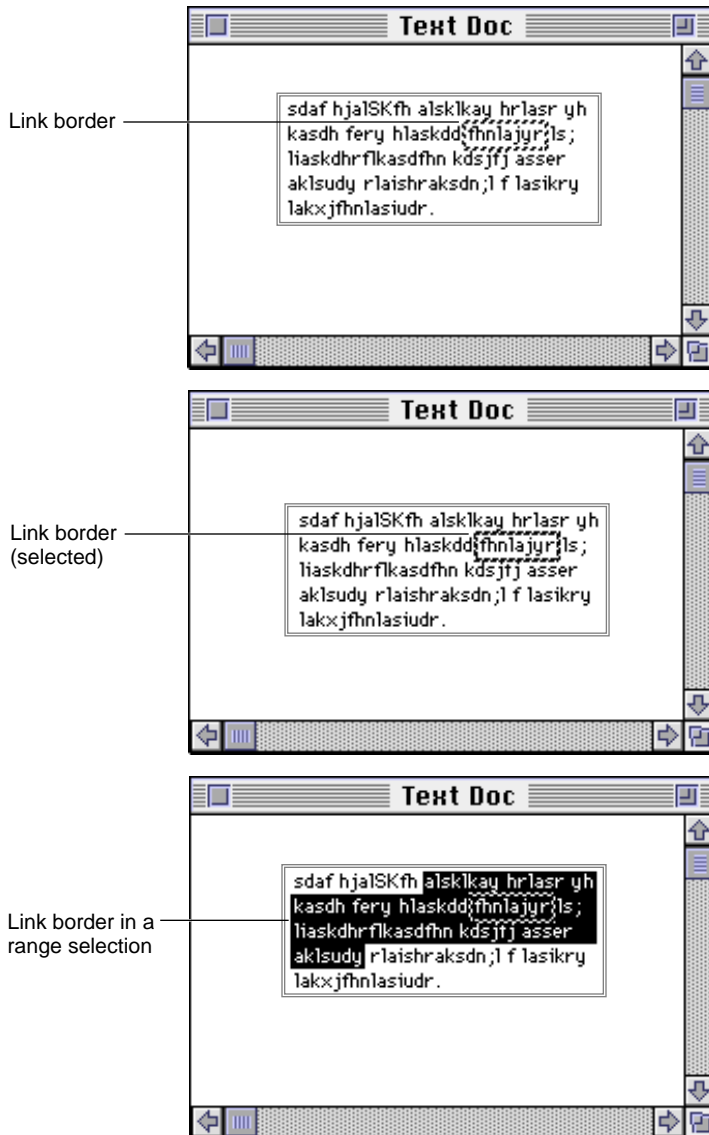 Text Doc
Link border
sdaf hjalSKfh alsklkay hrlasr yh
kasdh fery hlaskdd fhnlajyr ls;
liaskdhrflkasdfhn kdsjfj asser
aklsudy rlaishraksdn;l f lasikry
lakxjfhnlasiudr.
Text Doc
Link border
(selected)
sdaf hjalSKfh alsklkay hrlasr yh
kasdh fery hlaskdd fhnlajyr ls;
liaskdhrflkasdfhn kdsjfj asser
aklsudy rlaishraksdn;l f lasikry
lakxjfhnlasiudr.
Text Doc
Link border in a
range selection
sdaf hjalSKfh alsklkay hrlasr yh
kasdh fery hlaskdd fhnlajyr ls;
liaskdhrflkasdfhn kdsjfj asser
aklsudy rlaishraksdn;l f lasikry
lakxjfhnlasiudr.